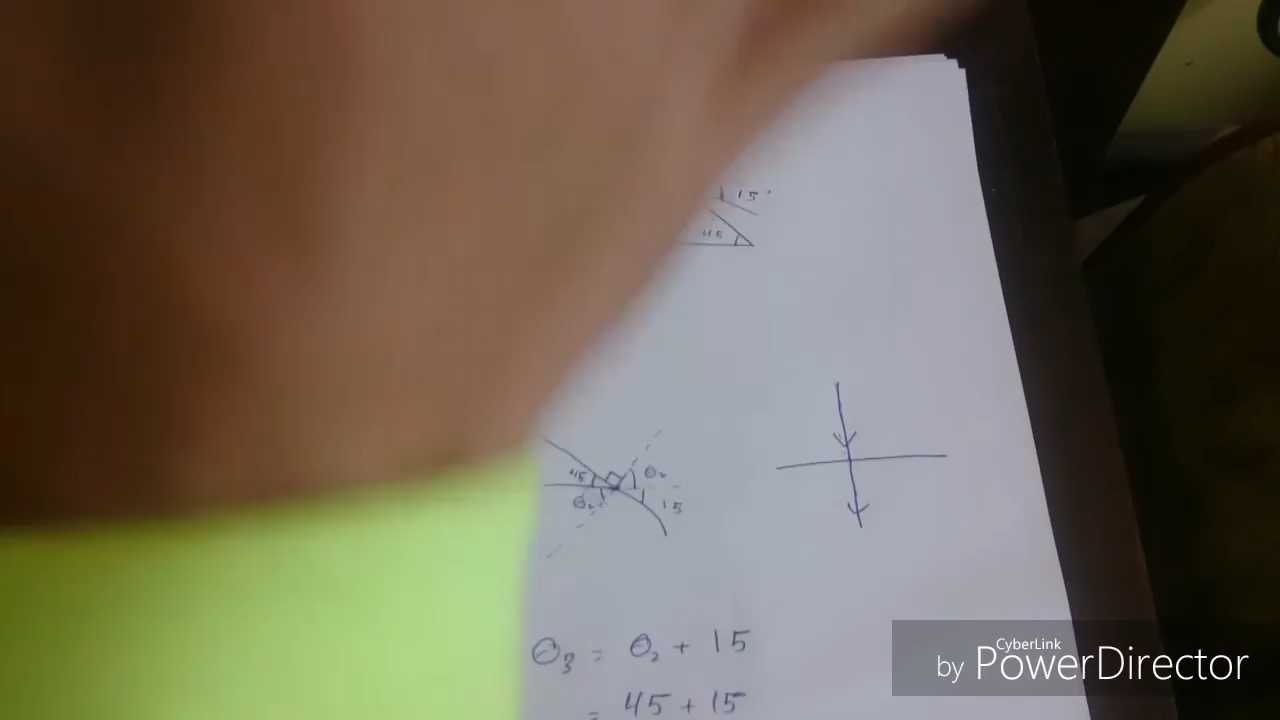 15°
45
45 θ₂
θ₂ 15
θ₃ = θ₂ + 15
= 45 + 15
CyberLink
by PowerDirector